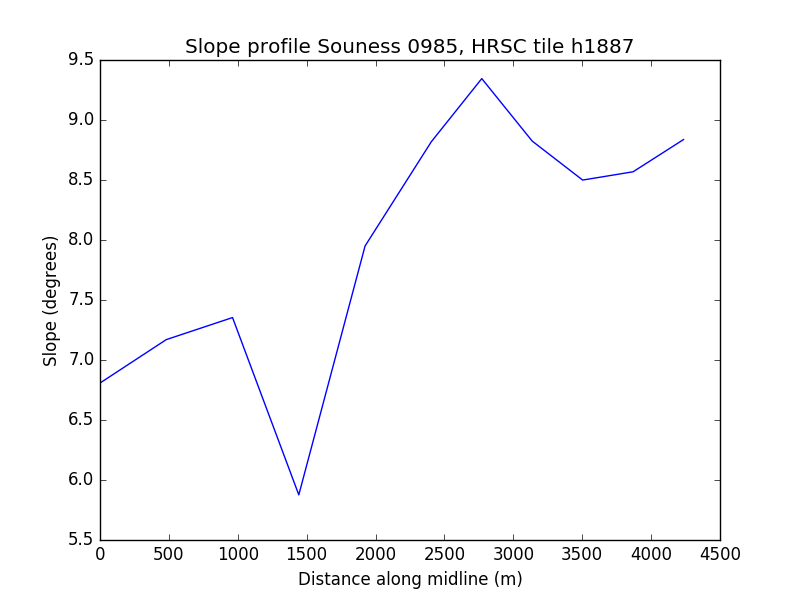 Slope profile Souness 0985, HRSC tile h1887
9.5
9.0
8.5
8.0
7.5
7.0
6.5
6.0
5.5
Slope (degrees)
0 500 1000 1500 2000 2500 3000 3500 4000 4500
Distance along midline (m)